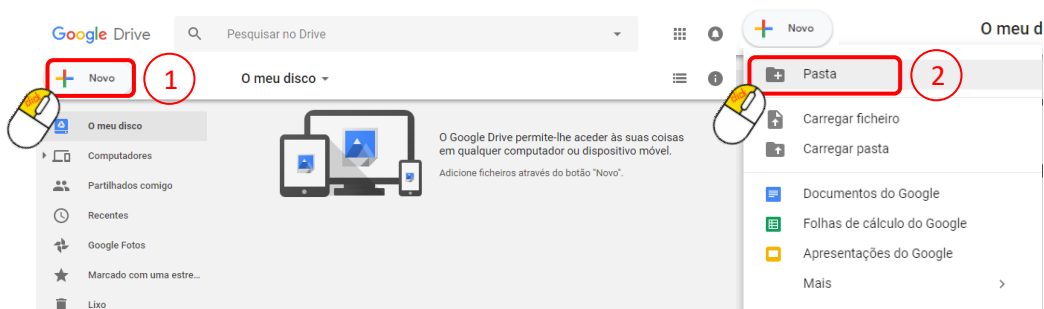 Google Drive
Pesquisar no Drive
Novo
1
O meu disco
click
O meu disco
Computadores
Partilhados comigo
Recentes
Google Fotos
Marcado com uma estre...
Lixo
O Google Drive permite-lhe aceder às suas coisas
em qualquer computador ou dispositivo móvel.
Adicione ficheiros através do botão "Novo".
Novo
O meu d
Pasta
2
click
Carregar ficheiro
Carregar pasta
Documentos do Google
Folhas de cálculo do Google
Apresentações do Google
Mais